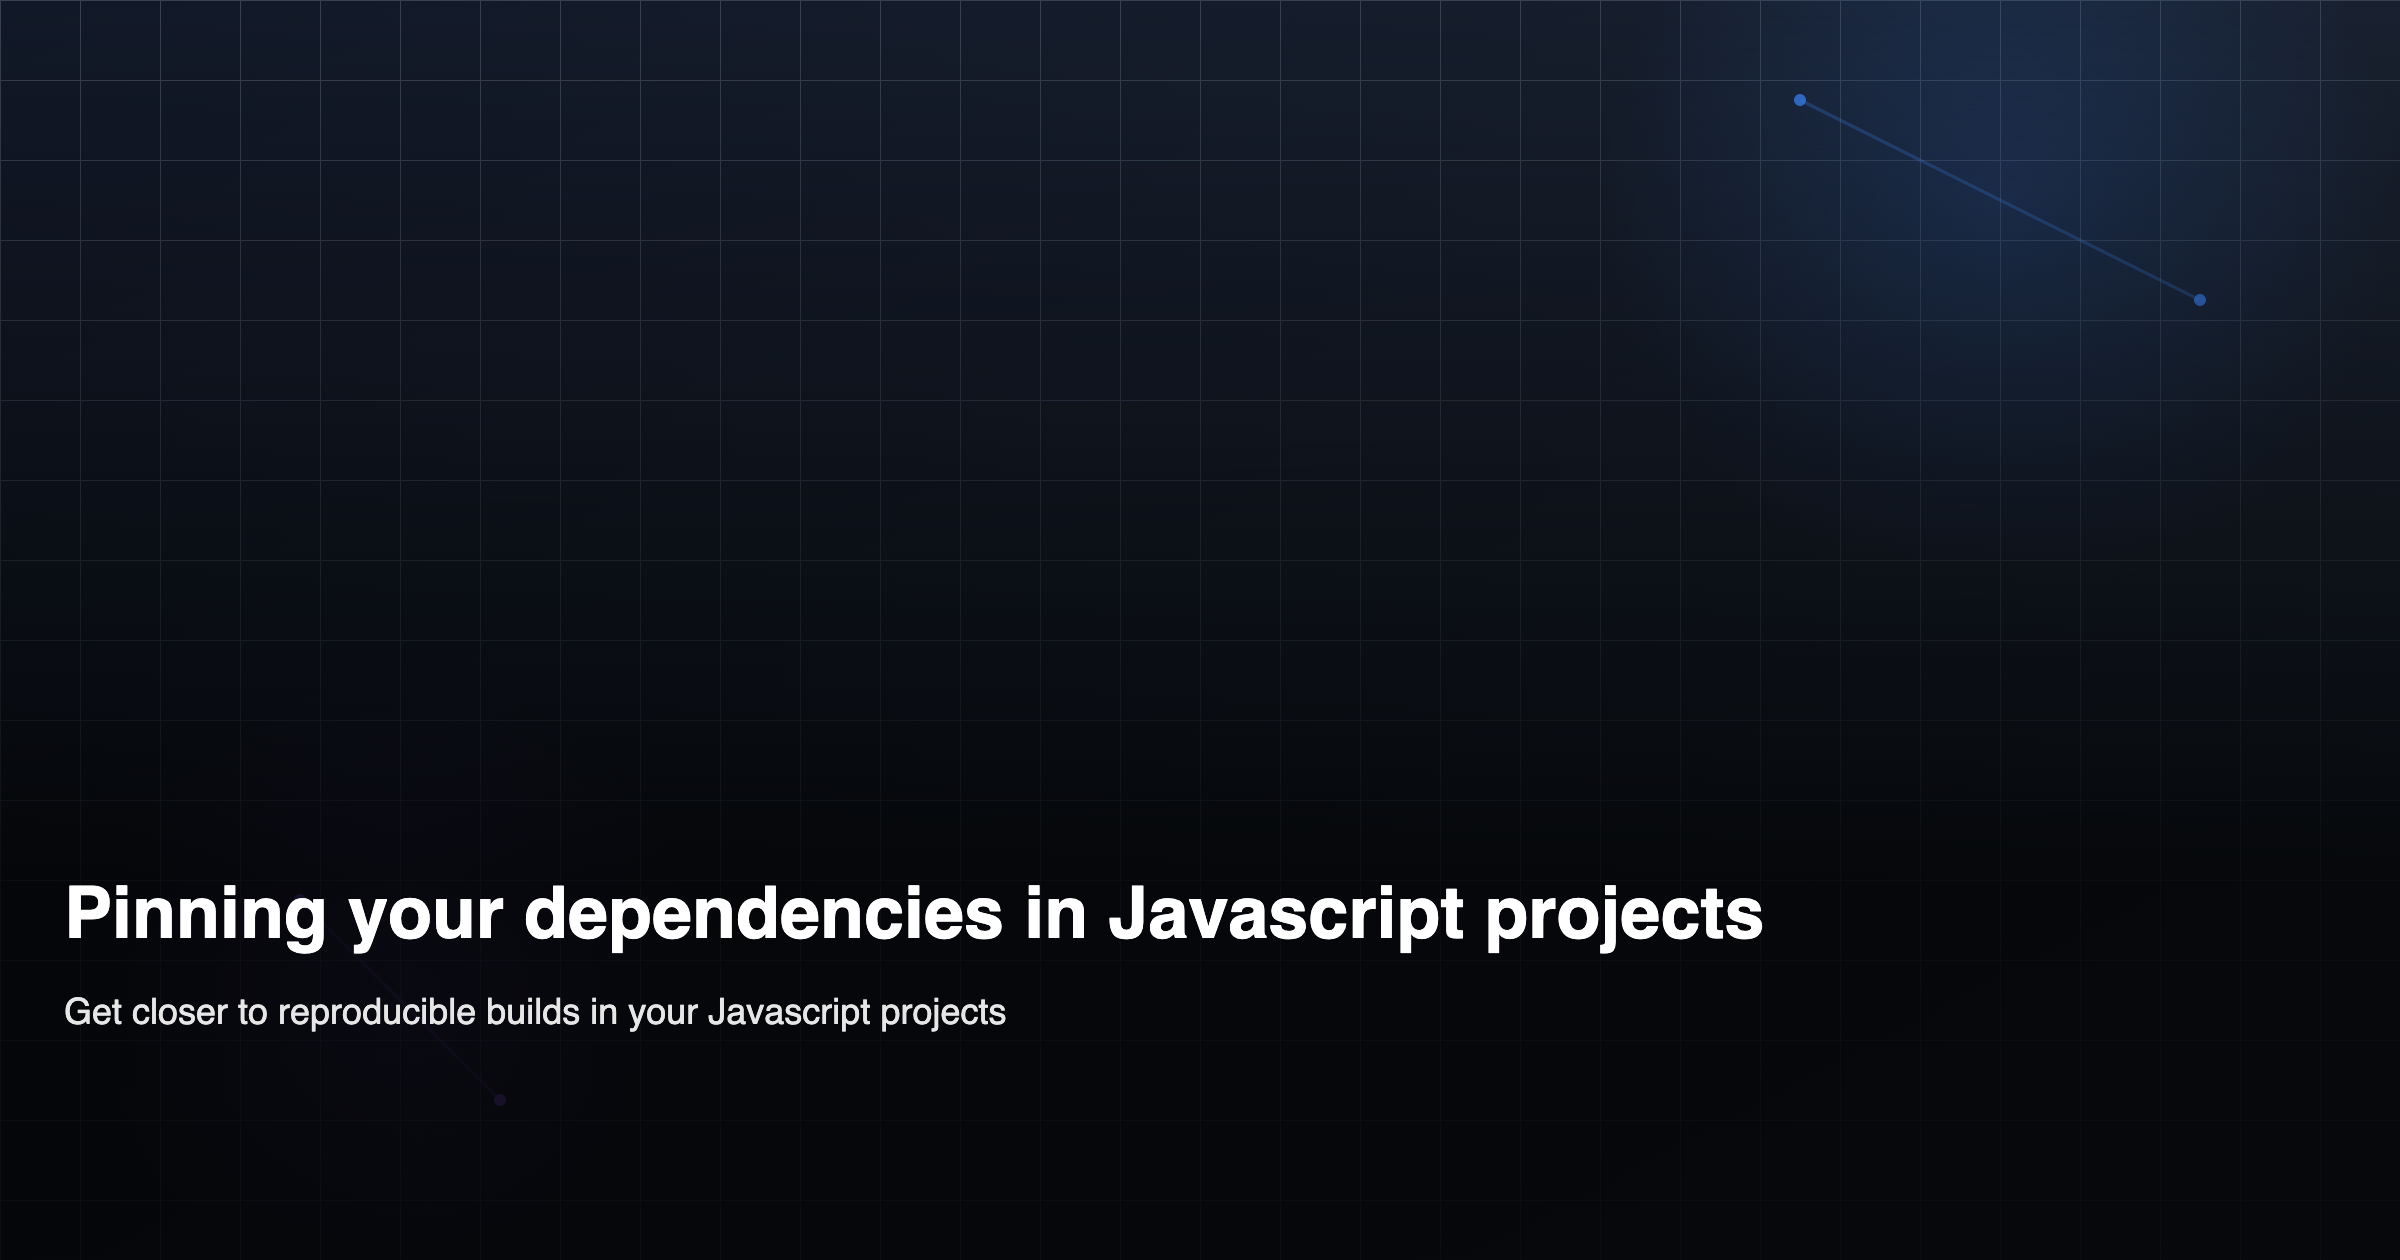 Pinning your dependencies in Javascript projects
Get closer to reproducible builds in your Javascript projects